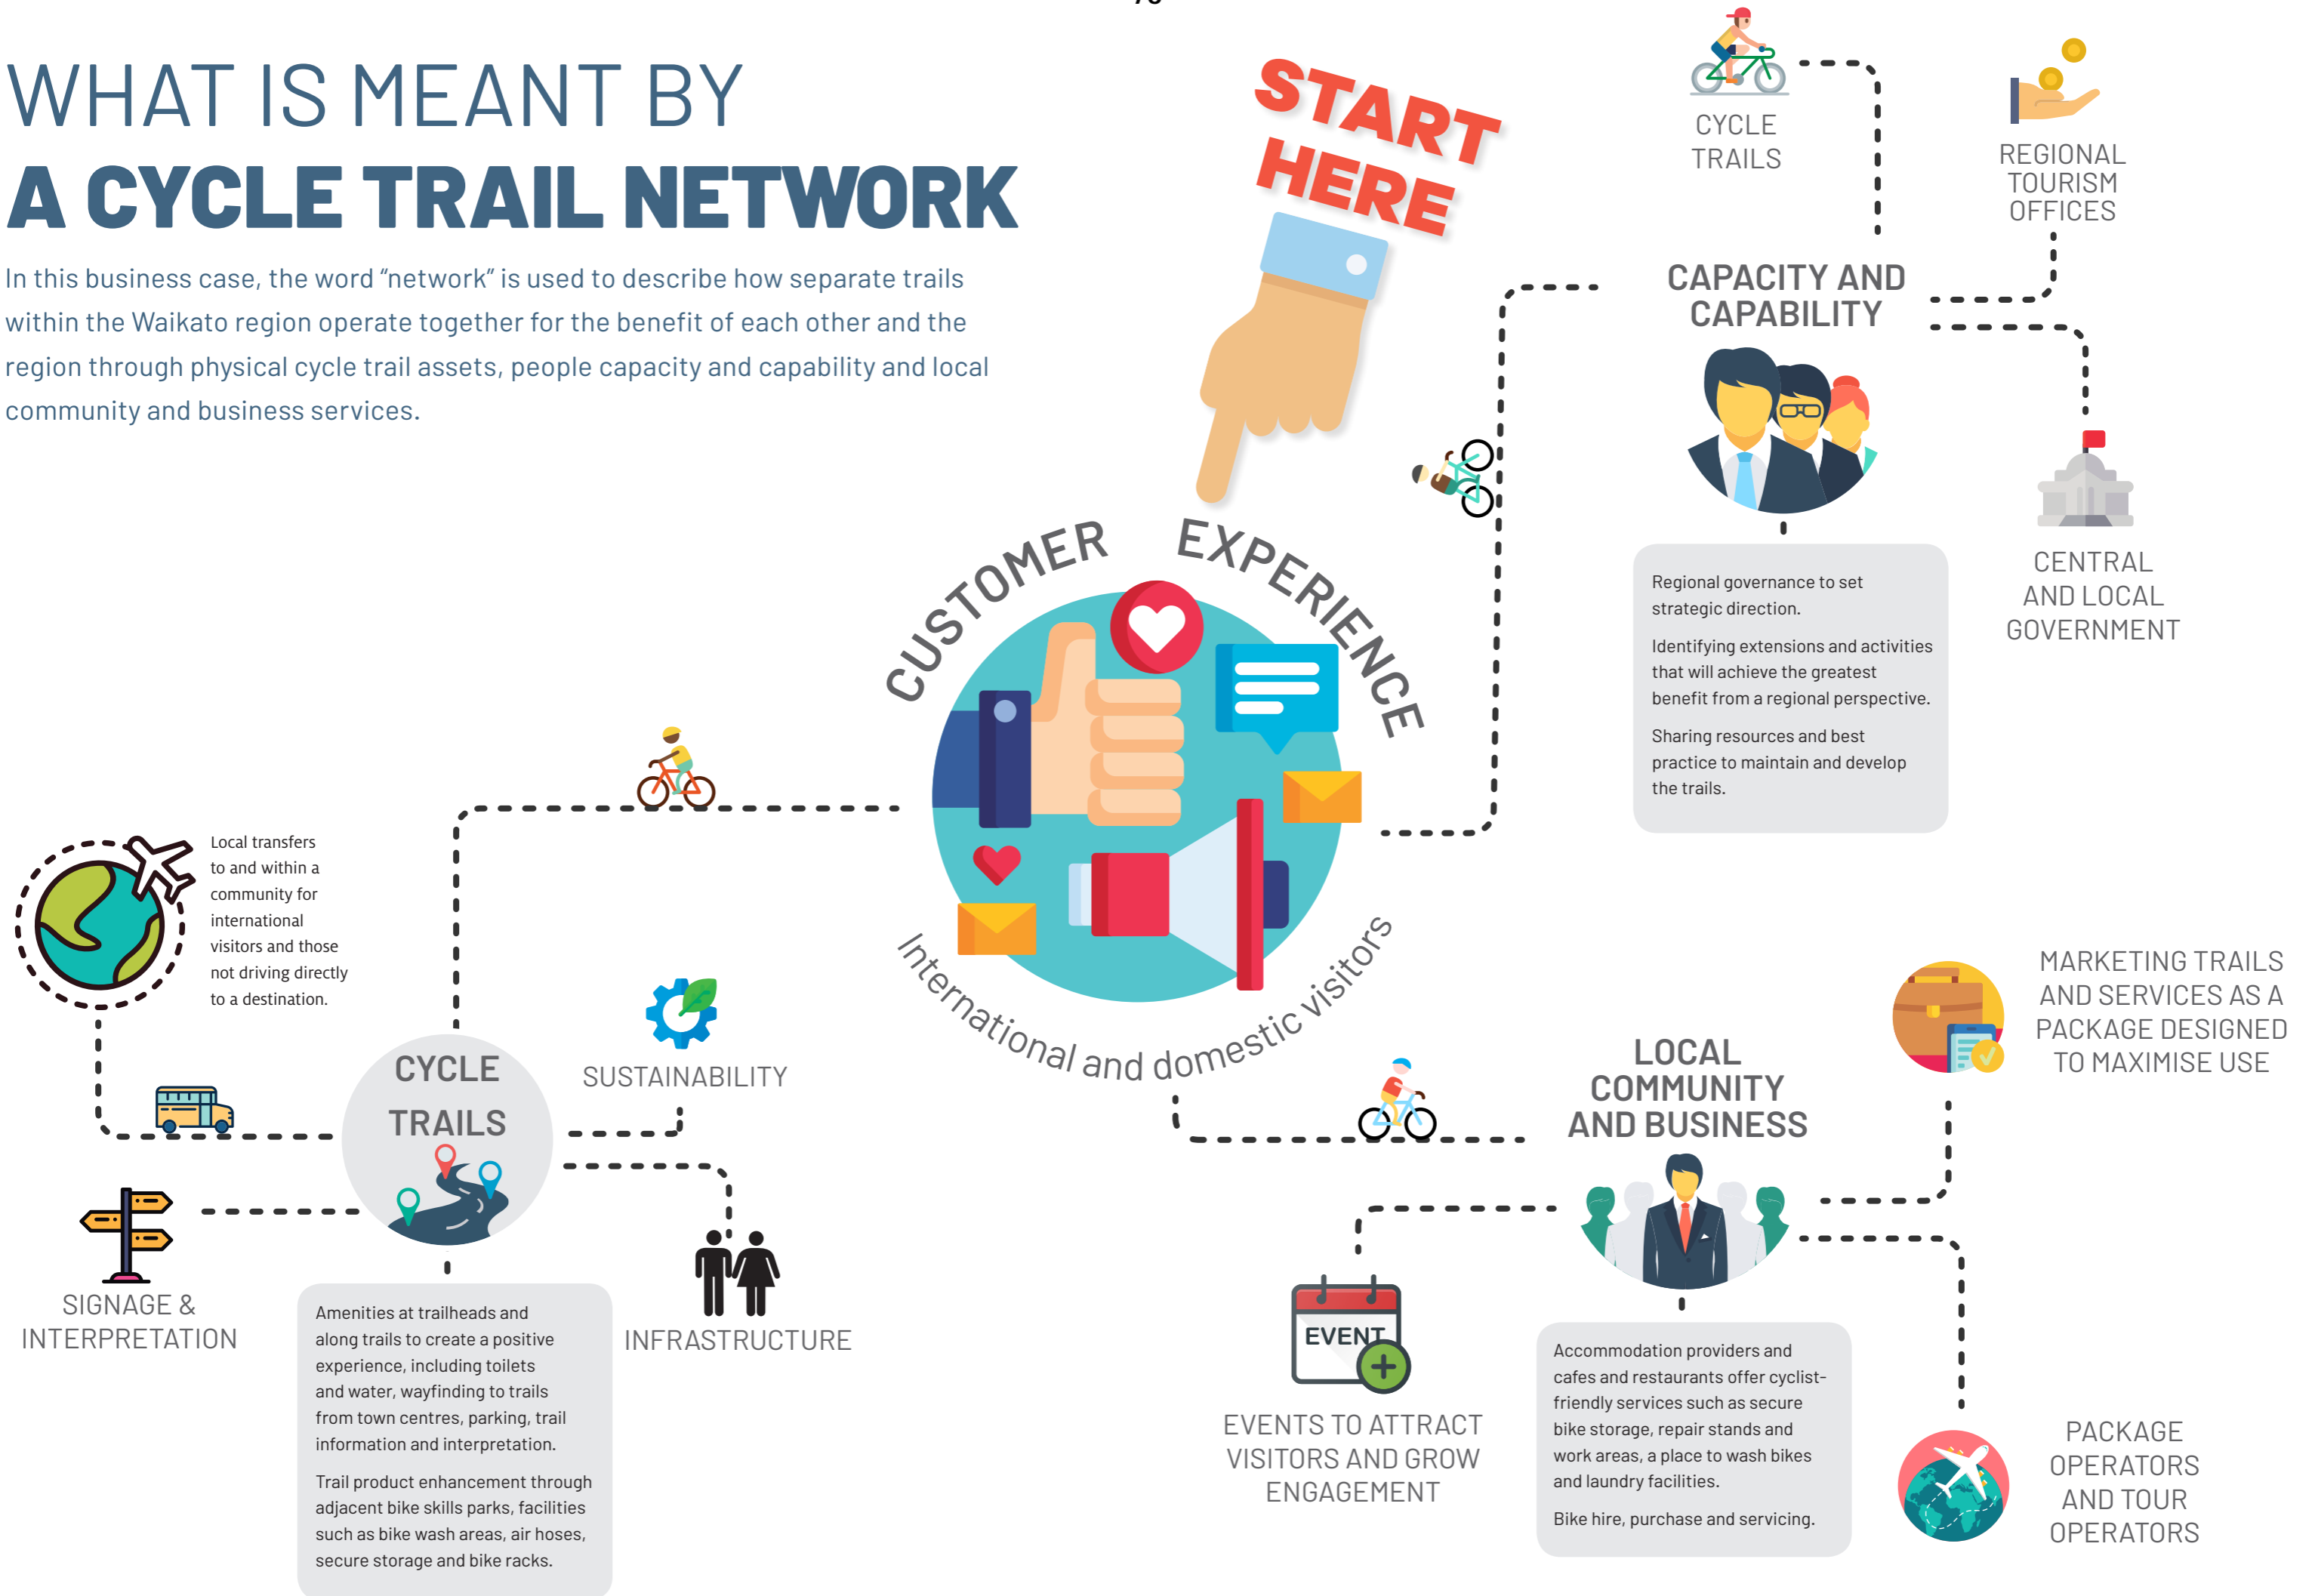 WHAT IS MEANT BY
A CYCLE TRAIL NETWORK
In this business case, the word “network” is used to describe how separate trails
within the Waikato region operate together for the benefit of each other and the
region through physical cycle trail assets, people capacity and capability and local
community and business services.
START
HERE
CYCLE
TRAILS
REGIONAL
TOURISM
OFFICES
CAPACITY AND
CAPABILITY
CENTRAL
AND LOCAL
GOVERNMENT
Regional governance to set
strategic direction.
Identifying extensions and activities
that will achieve the greatest
benefit from a regional perspective.
Sharing resources and best
practice to maintain and develop
the trails.
CUSTOMER EXPERIENCE
International and domestic visitors
Local transfers
to and within a
community for
international
visitors and those
not driving directly
to a destination.
CYCLE
TRAILS
SUSTAINABILITY
SIGNAGE &
INTERPRETATION
INFRASTRUCTURE
Amenities at trailheads and
along trails to create a positive
experience, including toilets
and water, wayfinding to trails
from town centres, parking, trail
information and interpretation.
Trail product enhancement through
adjacent bike skills parks, facilities
such as bike wash areas, air hoses,
secure storage and bike racks.
LOCAL
COMMUNITY
AND BUSINESS
MARKETING TRAILS
AND SERVICES AS A
PACKAGE DESIGNED
TO MAXIMISE USE
EVENT
EVENTS TO ATTRACT
VISITORS AND GROW
ENGAGEMENT
Accommodation providers and
cafes and restaurants offer cyclist-
friendly services such as secure
bike storage, repair stands and
work areas, a place to wash bikes
and laundry facilities.
Bike hire, purchase and servicing.
PACKAGE
OPERATORS
AND TOUR
OPERATORS